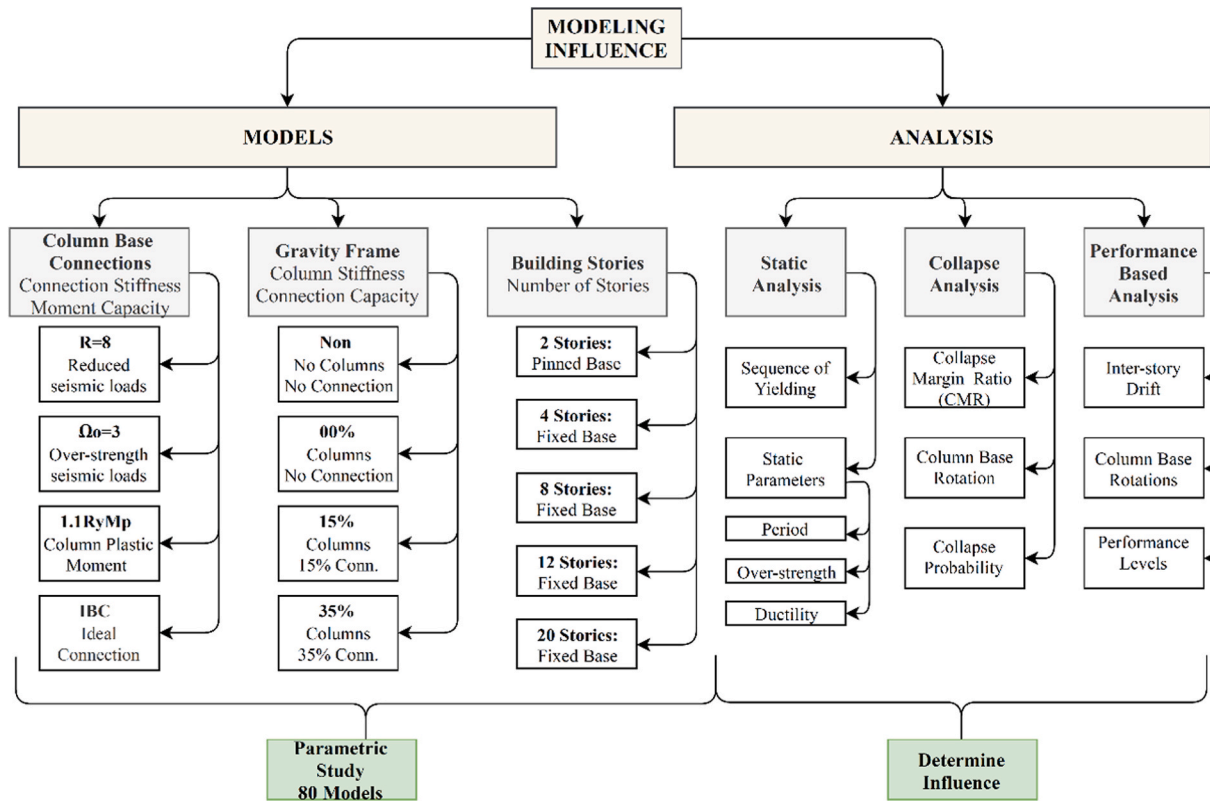 MODELING
INFLUENCE
MODELS
ANALYSIS
Column Base
Connections
Connection Stiffness
Moment Capacity
R=8
Reduced
seismic loads
Ωo=3
Over-strength
seismic loads
1.1RyMp
Column Plastic
Moment
IBC
Ideal
Connection
Gravity Frame
Column Stiffness
Connection Capacity
Non
No Columns
No Connection
00%
Columns
No Connection
15%
Columns
15% Conn.
35%
Columns
35% Conn.
Building Stories
Number of Stories
2 Stories:
Pinned Base
4 Stories:
Fixed Base
8 Stories:
Fixed Base
12 Stories:
Fixed Base
20 Stories:
Fixed Base
Static
Analysis
Sequence of
Yielding
Static
Parameters
Period
Over-strength
Ductility
Collapse
Analysis
Collapse
Margin Ratio
(CMR)
Column Base
Rotation
Collapse
Probability
Performance
Based
Analysis
Inter-story
Drift
Column Base
Rotations
Performance
Levels
Parametric
Study
80 Models
Determine
Influence